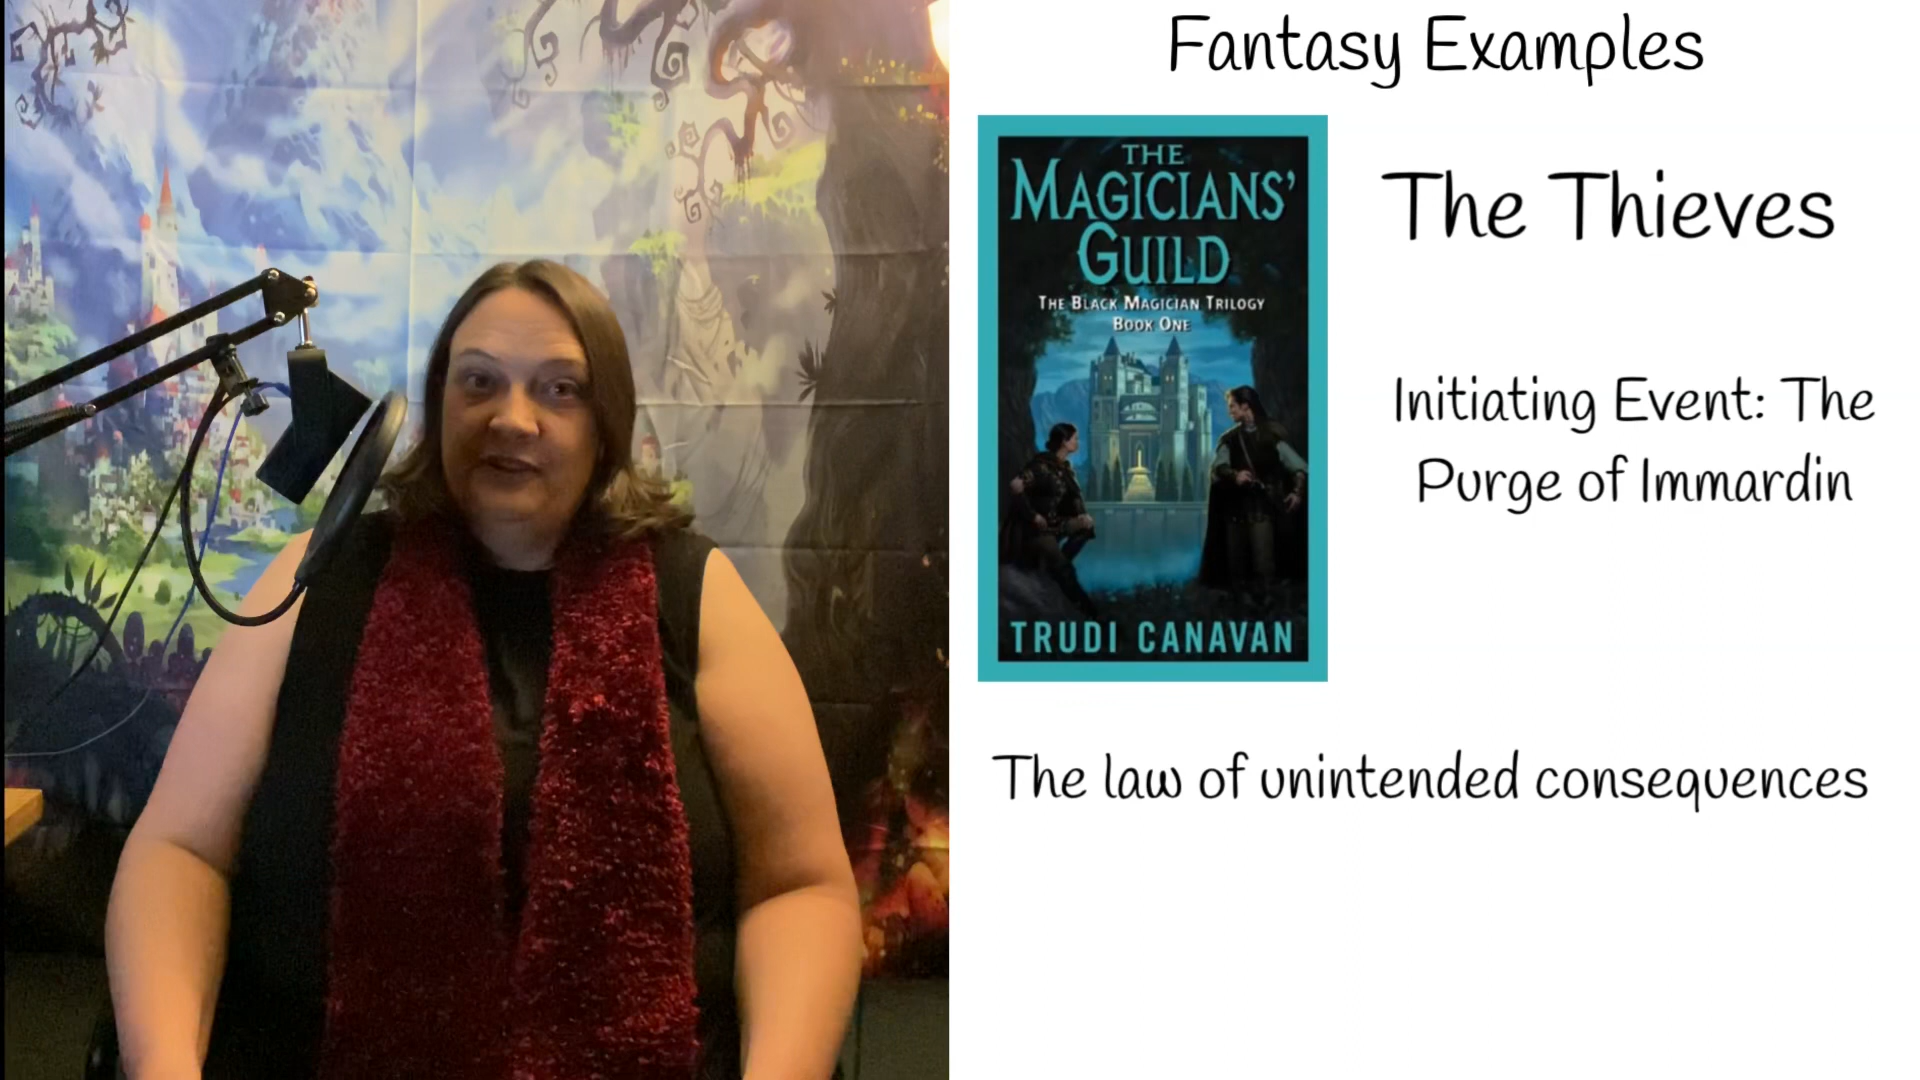 Fantasy Examples
THE
MAGICIANS'
GUILD
THE BLACK MAGICIAN TRILOGY
BOOK ONE
TRUDI CANAVAN
The Thieves
Initiating Event: The
Purge of Immardin
The law of unintended consequences